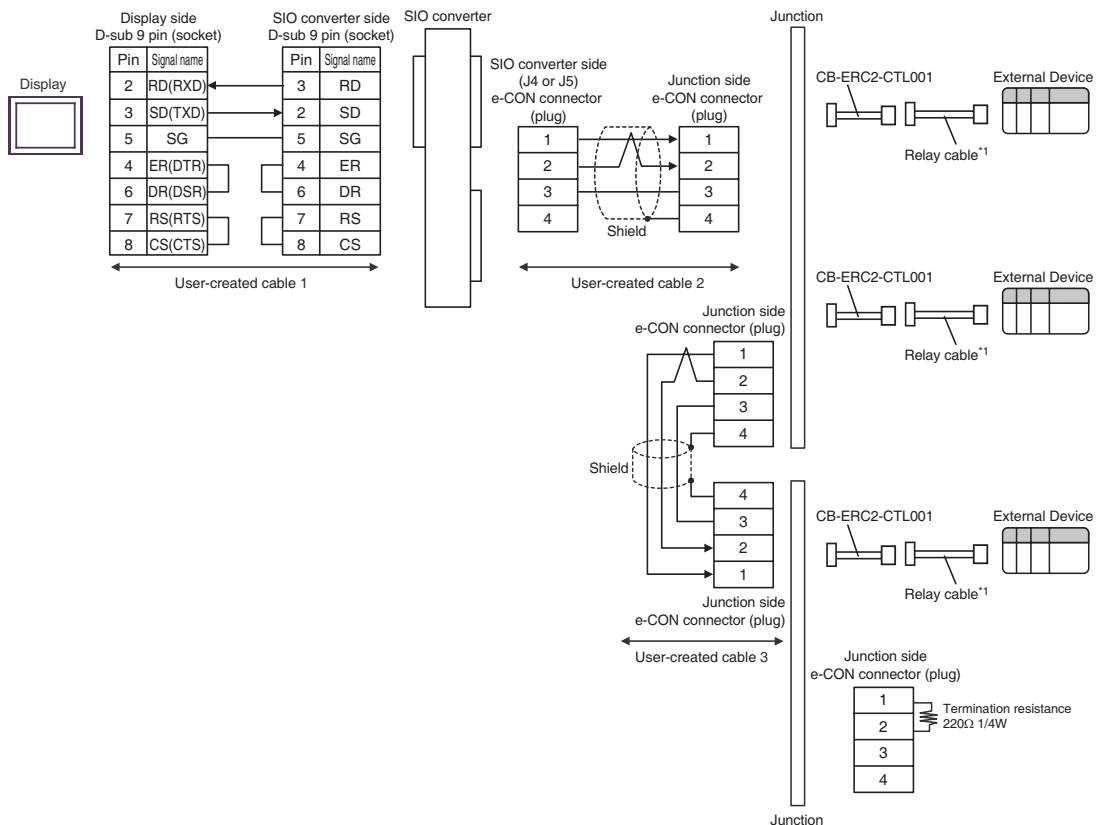 Display
Display side
D-sub 9 pin (socket)
Pin Signal name
2 RD(RXD)
3 SD(TXD)
5 SG
4 ER(DTR)
6 DR(DSR)
7 RS(RTS)
8 CS(CTS)
SIO converter side
D-sub 9 pin (socket)
Pin Signal name
3 RD
2 SD
5 SG
4 ER
6 DR
7 RS
8 CS
User-created cable 1
SIO converter
SIO converter side
(J4 or J5)
e-CON connector
(plug)
1
2
3
4
Shield
Junction side
e-CON connector
(plug)
1
2
3
4
User-created cable 2
Junction
CB-ERC2-CTL001
Relay cable*1
External Device
CB-ERC2-CTL001
Relay cable*1
External Device
Junction side
e-CON connector (plug)
1
2
3
4
Shield
4
3
2
1
Junction side
e-CON connector (plug)
User-created cable 3
CB-ERC2-CTL001
Relay cable*1
External Device
Junction side
e-CON connector (plug)
1
2
3
4
Termination resistance
220Ω 1/4W
Junction